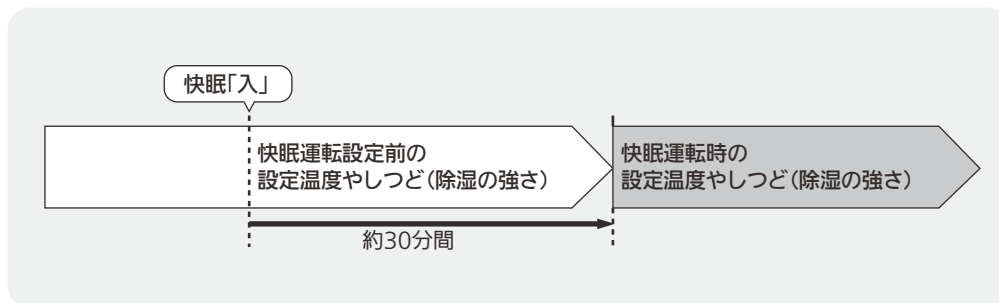 快眠「入」
快眠運転設定前の
設定温度やしつど(除湿の強さ)
快眠運転時の
設定温度やしつど(除湿の強さ)
約30分間